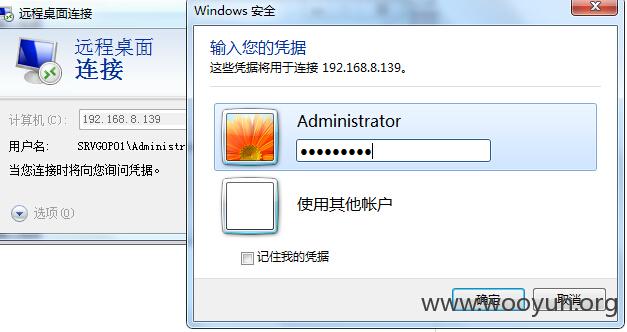 远程桌面连接
远程桌面
连接
计算机(C): 192.168.8.139
用户名: SRVGOPO1\Administr
当您连接时将向您询问凭据。
选项(O)
Windows 安全
输入您的凭据
这些凭据将用于连接 192.168.8.139。
Administrator
●●●●●●●●●
使用其他帐户
记住我的凭据
确定
取消
www.wooyun.org